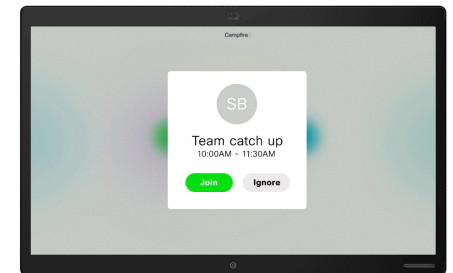 Campfire
SB
Team catch up
10:00AM - 11:30AM
Join Ignore